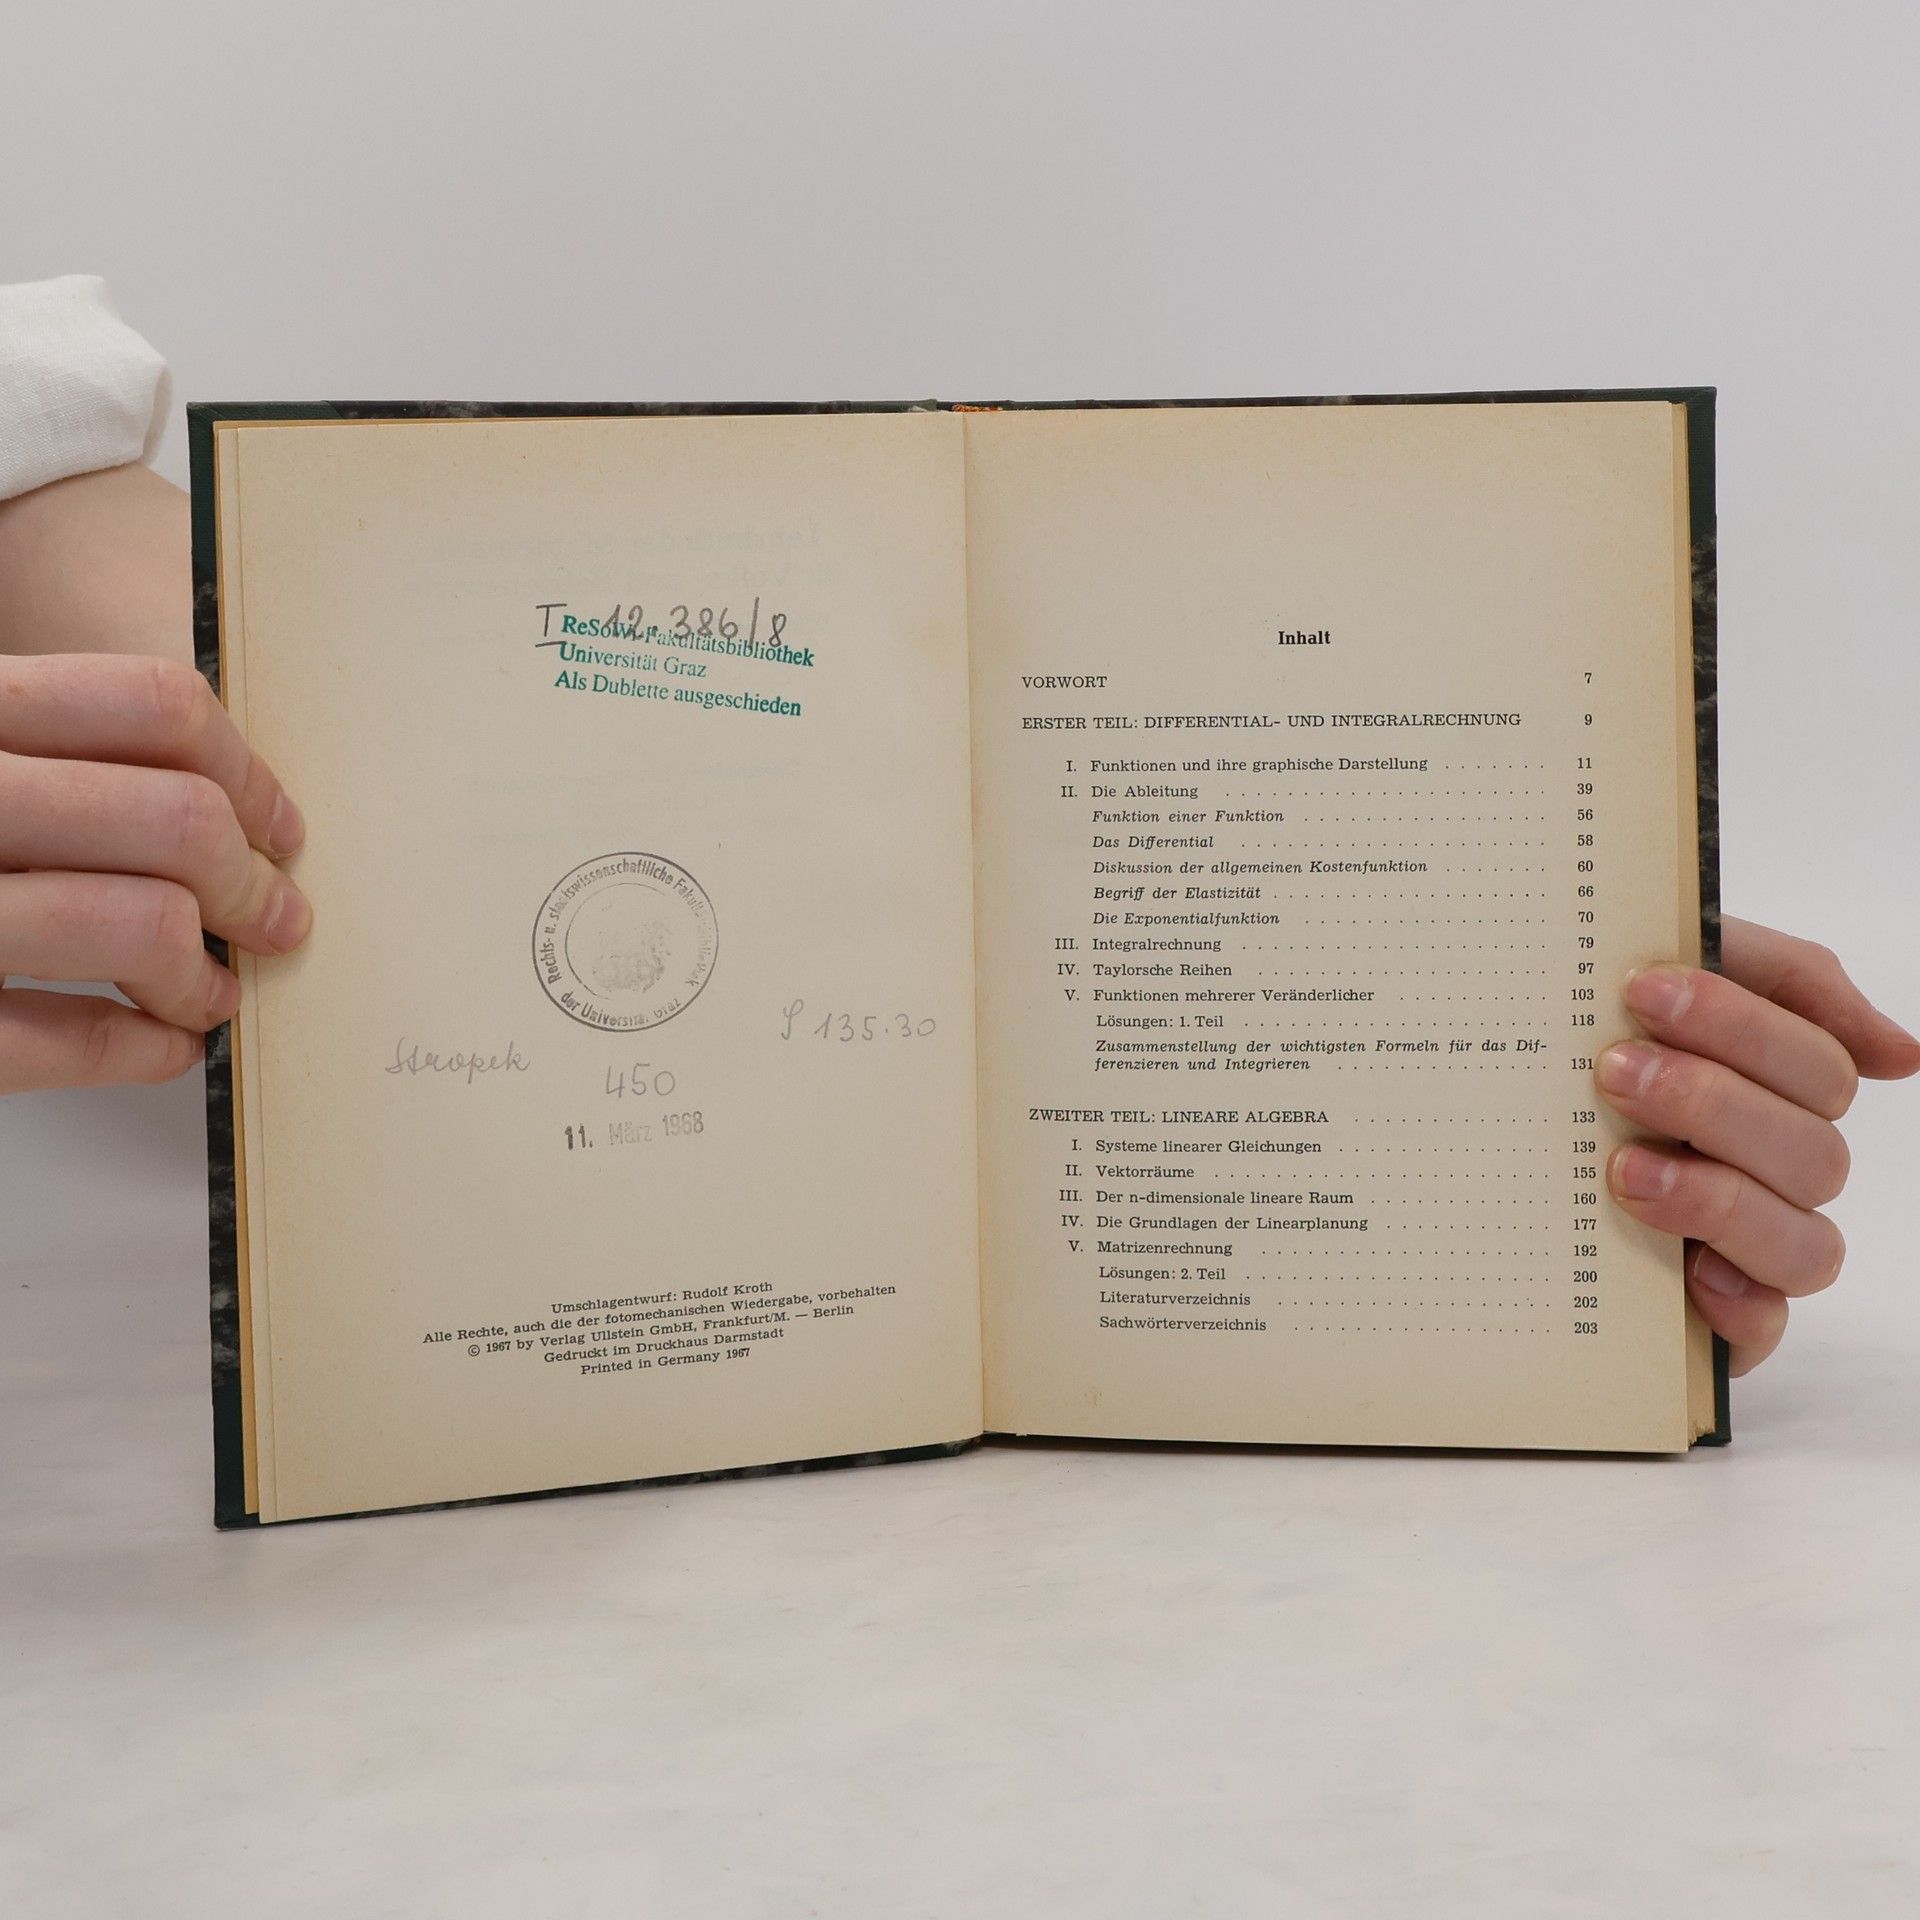 I 12.386/8
ReSoWi-Fakultätsbibliothek
Universität Graz
Als Dublette ausgeschieden
Rechts- u. staatswissenschaftliche Fakultätsbibliothek
der Universität Graz
S 135.30
Stropek
450
11. März 1968
Umschlagentwurf: Rudolf Kroth
Alle Rechte, auch die der fotomechanischen Wiedergabe, vorbehalten
© 1967 by Verlag Ullstein GmbH, Frankfurt/M. — Berlin
Gedruckt im Druckhaus Darmstadt
Printed in Germany 1967
Inhalt
VORWORT 7
ERSTER TEIL: DIFFERENTIAL- UND INTEGRALRECHNUNG 9
I. Funktionen und ihre graphische Darstellung . . . . . . . 11
II. Die Ableitung . . . . . . . . . . . . . . . . . . . . . 39
Funktion einer Funktion . . . . . . . . . . . . . . . . 56
Das Differential . . . . . . . . . . . . . . . . . . . . 58
Diskussion der allgemeinen Kostenfunktion . . . . . . . 60
Begriff der Elastizität . . . . . . . . . . . . . . . . . . 66
Die Exponentialfunktion . . . . . . . . . . . . . . . . 70
III. Integralrechnung . . . . . . . . . . . . . . . . . . . . 79
IV. Taylorsche Reihen . . . . . . . . . . . . . . . . . . . 97
V. Funktionen mehrerer Veränderlicher . . . . . . . . . . 103
Lösungen: 1. Teil . . . . . . . . . . . . . . . . . . . . 118
Zusammenstellung der wichtigsten Formeln für das Dif-
ferenzieren und Integrieren . . . . . . . . . . . . . . 131
ZWEITER TEIL: LINEARE ALGEBRA . . . . . . . . . . . . . 133
I. Systeme linearer Gleichungen . . . . . . . . . . . . . . 139
II. Vektorräume . . . . . . . . . . . . . . . . . . . . . . 155
III. Der n-dimensionale lineare Raum . . . . . . . . . . . . 160
IV. Die Grundlagen der Linearplanung . . . . . . . . . . . 177
V. Matrizenrechnung . . . . . . . . . . . . . . . . . . . 192
Lösungen: 2. Teil . . . . . . . . . . . . . . . . . . . . 200
Literaturverzeichnis . . . . . . . . . . . . . . . . . . 202
Sachwörterverzeichnis . . . . . . . . . . . . . . . . . 203